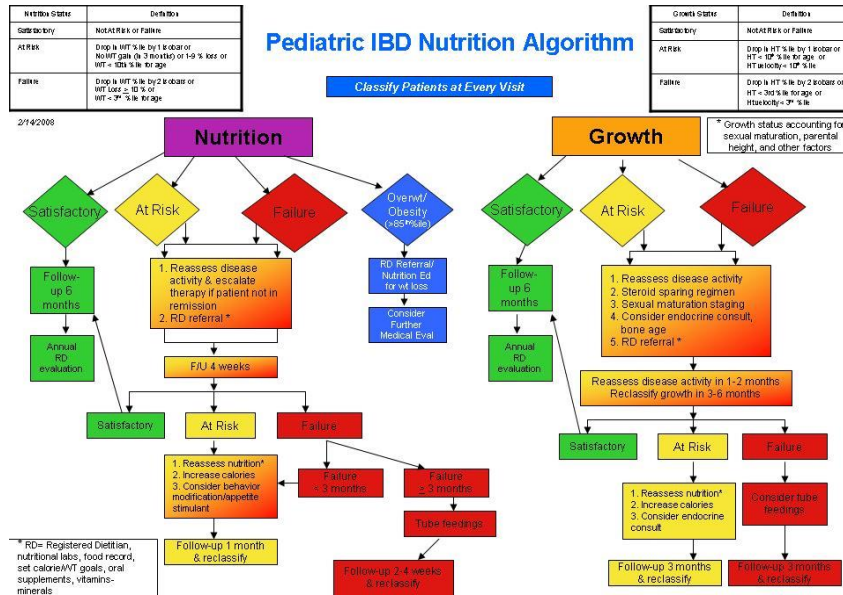 Nutrition Status Definition
Satisfactory Not At Risk or Failure
At Risk Drop in WT %ile by 1 isobar or
No WT gain (in 3 months) or 1-9 % loss or
WT < 10th %ile for age
Failure Drop in WT %ile by 2 isobars or
WT Loss ≥ 10 % or
WT < 3rd %ile for age
2/14/2008
Pediatric IBD Nutrition Algorithm
Classify Patients at Every Visit
Growth Status Definition
Satisfactory Not At Risk or Failure
At Risk Drop in HT %ile by 1 isobar or
HT < 10th %ile for age or
HT velocity < 10th %ile
Failure Drop in HT %ile by 2 isobars or
HT < 3rd %ile for age or
Ht velocity < 3rd %ile
* Growth status accounting for
sexual maturation, parental
height, and other factors
Nutrition
Satisfactory
At Risk
Failure
Overwt/
Obesity
(>85th%ile)
Follow-
up 6
months
Annual
RD
evaluation
1. Reassess disease
activity & escalate
therapy if patient not in
remission
2. RD referral *
RD Referral/
Nutrition Ed
for wt loss
Consider
Further
Medical Eval
F/U 4 weeks
Satisfactory
At Risk
Failure
1. Reassess nutrition*
2. Increase calories
3. Consider behavior
modification/appetite
stimulant
Failure
< 3 months
Failure
≥ 3 months
Tube feedings
Follow-up 1 month
& reclassify
Follow-up 2-4 weeks
& reclassify
* RD= Registered Dietitian,
nutritional labs, food record,
set calorie/WT goals, oral
supplements, vitamins-
minerals
Growth
Satisfactory
At Risk
Failure
Follow-
up 6
months
Annual
RD
evaluation
1. Reassess disease activity
2. Steroid sparing regimen
3. Sexual maturation staging
4. Consider endocrine consult,
bone age
5. RD referral *
Reassess disease activity in 1-2 months
Reclassify growth in 3-6 months
Satisfactory
At Risk
Failure
1. Reassess nutrition*
2. Increase calories
3. Consider endocrine
consult
Consider tube
feedings
Follow-up 3 months
& reclassify
Follow-up 3 months
& reclassify